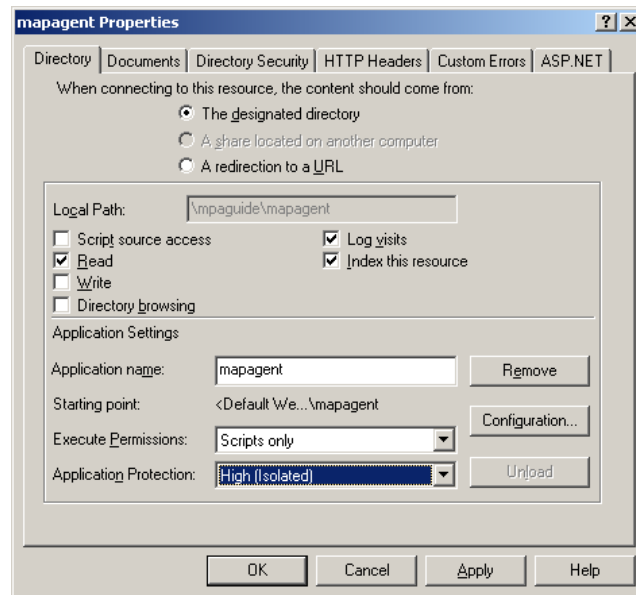 mapagent Properties
Directory Documents Directory Security HTTP Headers Custom Errors ASP.NET
When connecting to this resource, the content should come from:
The designated directory
A share located on another computer
A redirection to a URL
Local Path: \mpaguide\mapagent
Script source access Log visits
Read Index this resource
Write
Directory browsing
Application Settings
Application name: mapagent Remove
Starting point: <Default We...\mapagent
Configuration...
Execute Permissions: Scripts only
Application Protection: High (Isolated) Unload
OK Cancel Apply Help